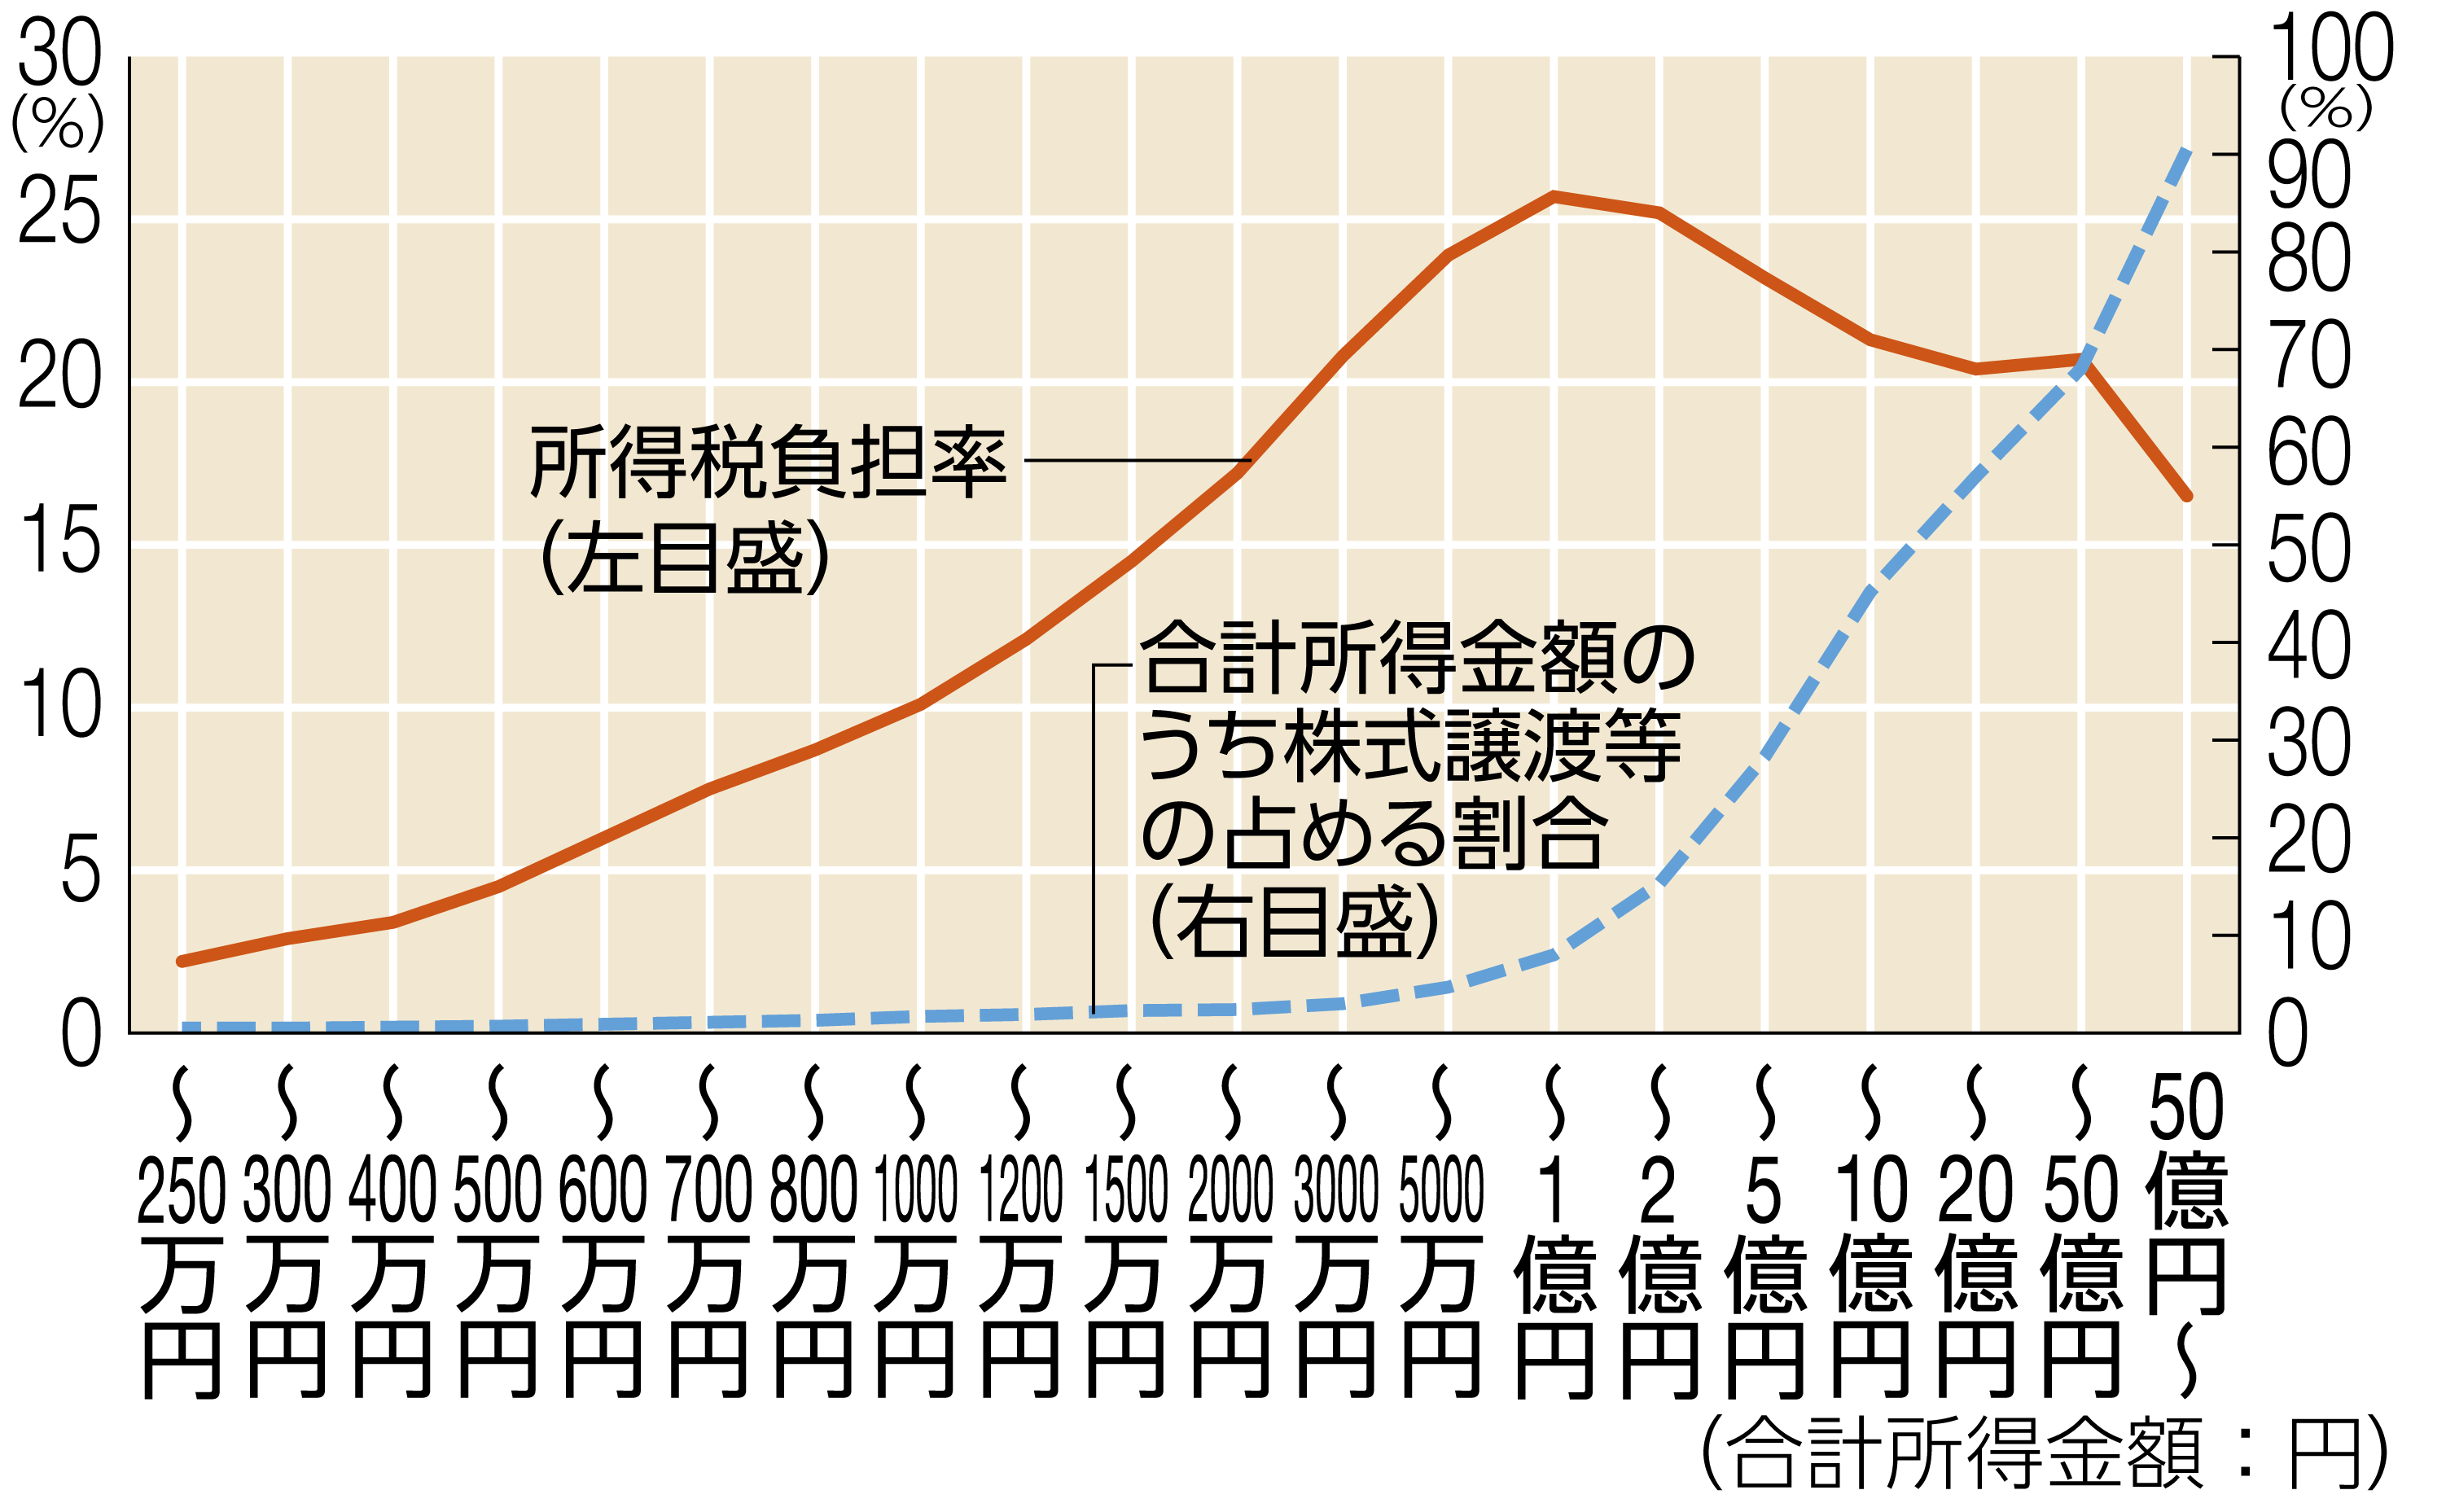 30
(%)
25
20
15
10
5
0
100
(%)
90
80
70
60
50
40
30
20
10
0
所得税負担率
(左目盛)
合計所得金額の
うち株式譲渡等
の占める割合
(右目盛)
〜250万円
〜300万円
〜400万円
〜500万円
〜600万円
〜700万円
〜800万円
〜1000万円
〜1200万円
〜1500万円
〜2000万円
〜3000万円
〜5000万円
〜1億円
〜2億円
〜5億円
〜10億円
〜20億円
〜50億円
50億円〜
(合計所得金額：円)